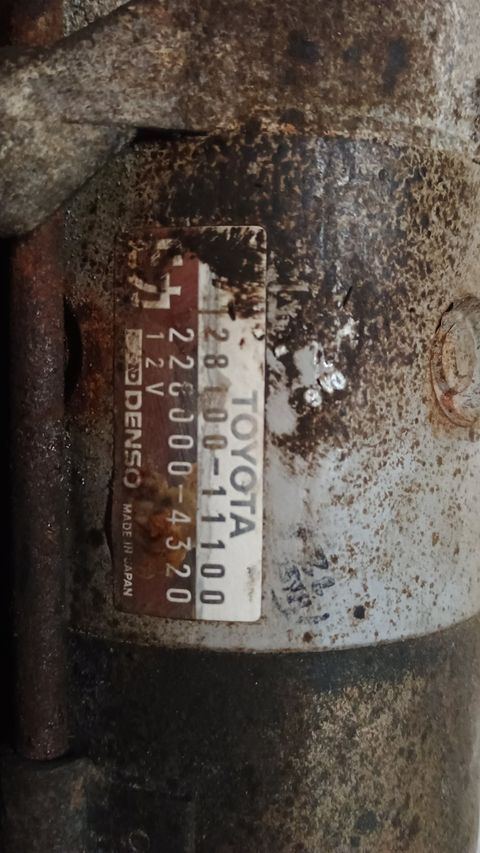 TOYOTA
28100-11100
228000-4320
12V
DENSO MADE IN JAPAN